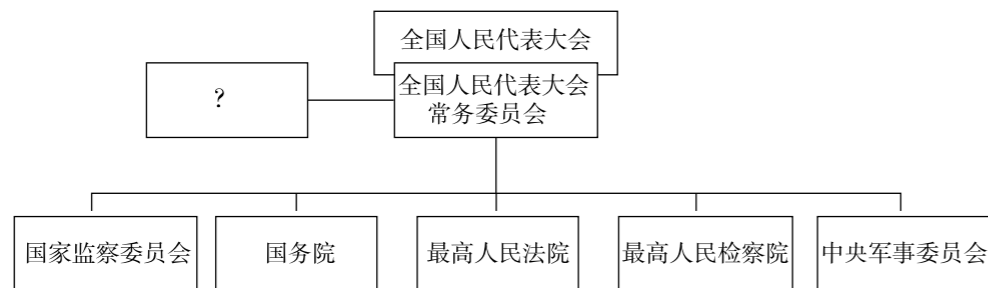 全国人民代表大会
?
全国人民代表大会
常务委员会
国家监察委员会
国务院
最高人民法院
最高人民检察院
中央军事委员会